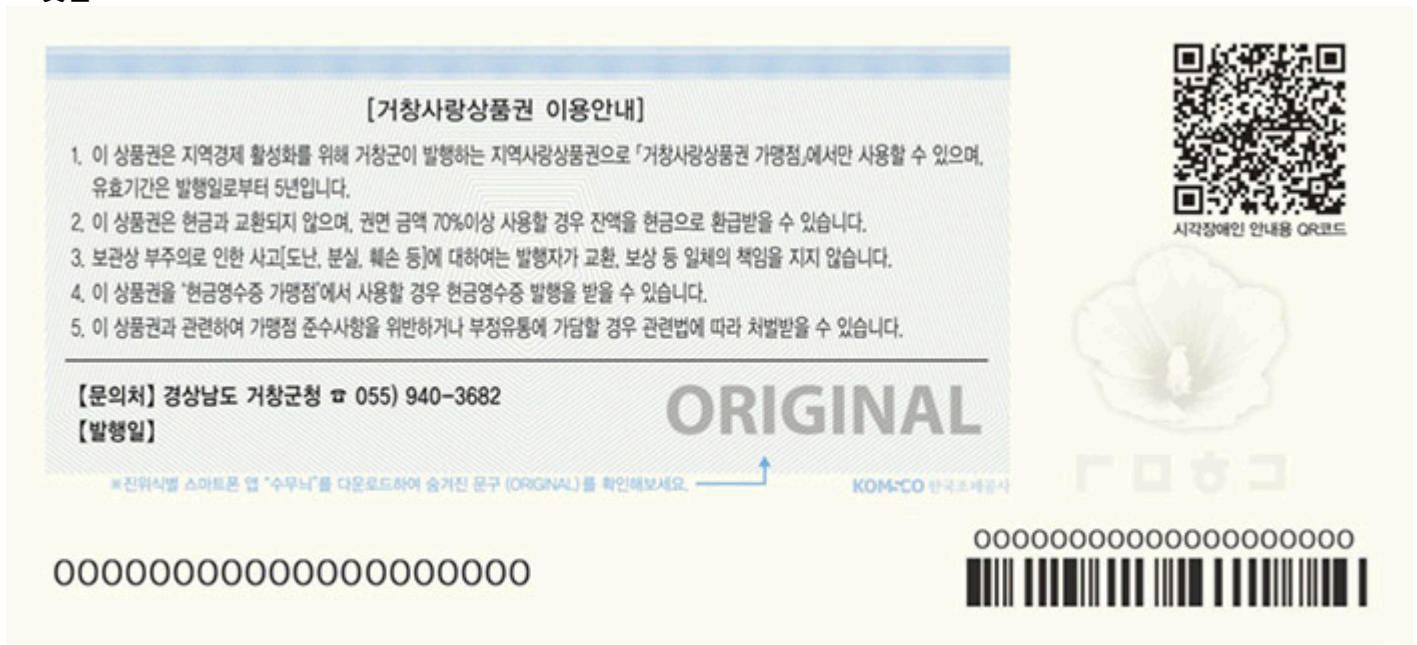 [거창사랑상품권 이용안내]
1. 이 상품권은 지역경제 활성화를 위해 거창군이 발행하는 지역사랑상품권으로 「거창사랑상품권 가맹점」에서만 사용할 수 있으며,
유효기간은 발행일로부터 5년입니다.
2. 이 상품권은 현금과 교환되지 않으며, 권면 금액 70%이상 사용할 경우 잔액을 현금으로 환급받을 수 있습니다.
3. 보관상 부주의로 인한 사고[도난, 분실, 훼손 등]에 대하여는 발행자가 교환, 보상 등 일체의 책임을 지지 않습니다.
4. 이 상품권을 '현금영수증 가맹점'에서 사용할 경우 현금영수증 발행을 받을 수 있습니다.
5. 이 상품권과 관련하여 가맹점 준수사항을 위반하거나 부정유통에 가담할 경우 관련법에 따라 처벌받을 수 있습니다.
【문의처】 경상남도 거창군청 ☎ 055) 940-3682
【발행일】
ORIGINAL
※진위식별 스마트폰 앱 "수무늬"를 다운로드하여 숨겨진 문구 (ORIGINAL)를 확인해보세요.
KOMSCO 한국조폐공사
시각장애인 안내용 QR코드
ㄱㅁㅎㄱ
00000000000000000000
00000000000000000000